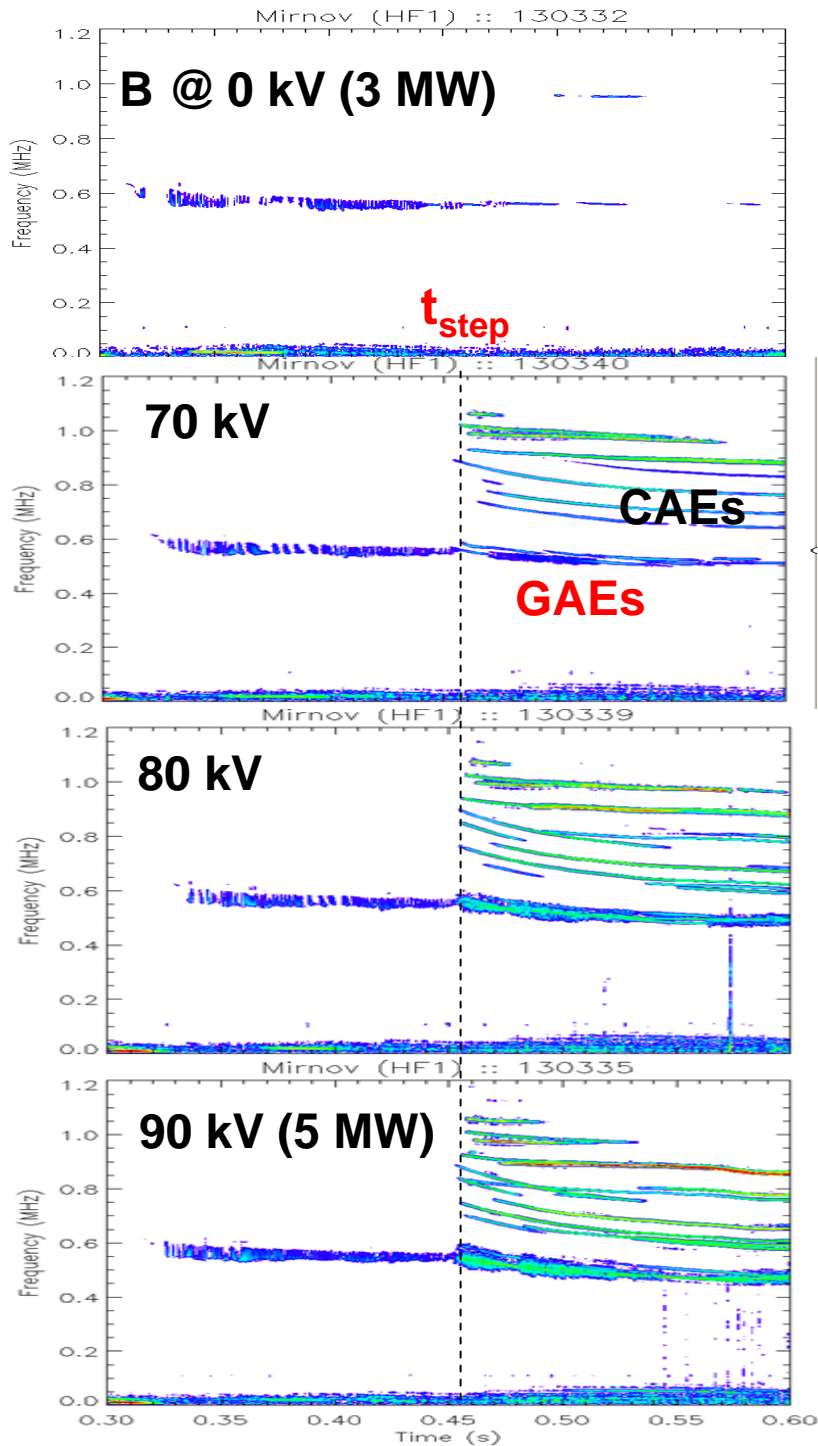 Mirnov (HF1) :: 130332
1.2
1.0
0.8
0.6
0.4
0.2
0.0
Frequency (MHz)
B @ 0 kV (3 MW)
t_step
Mirnov (HF1) :: 130340
1.2
1.0
0.8
0.6
0.4
0.2
0.0
Frequency (MHz)
70 kV
CAEs
GAEs
Mirnov (HF1) :: 130339
1.2
1.0
0.8
0.6
0.4
0.2
0.0
Frequency (MHz)
80 kV
Mirnov (HF1) :: 130335
1.2
1.0
0.8
0.6
0.4
0.2
0.0
Frequency (MHz)
90 kV (5 MW)
0.30 0.35 0.40 0.45 0.50 0.55 0.60
Time (s)